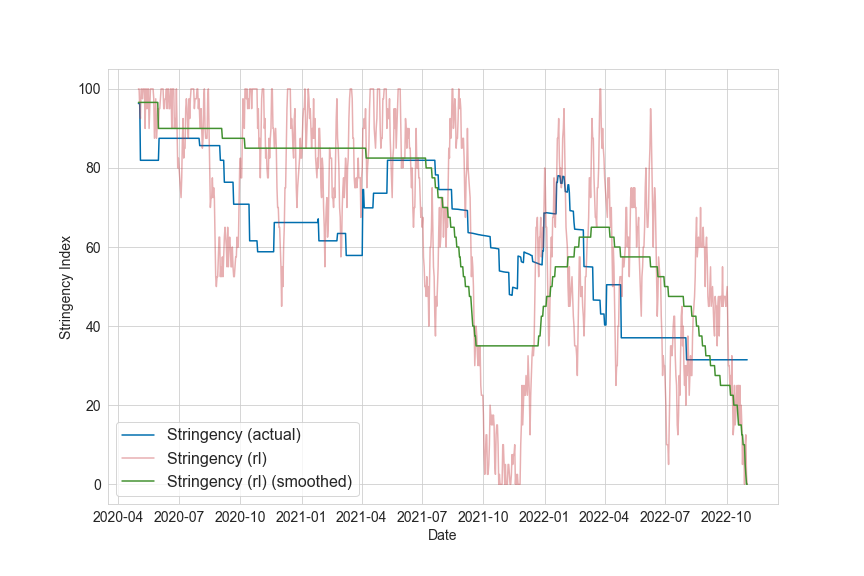 100
80
60
40
20
0
Stringency Index
Stringency (actual)
Stringency (rl)
Stringency (rl) (smoothed)
2020-04 2020-07 2020-10 2021-01 2021-04 2021-07 2021-10 2022-01 2022-04 2022-07 2022-10
Date